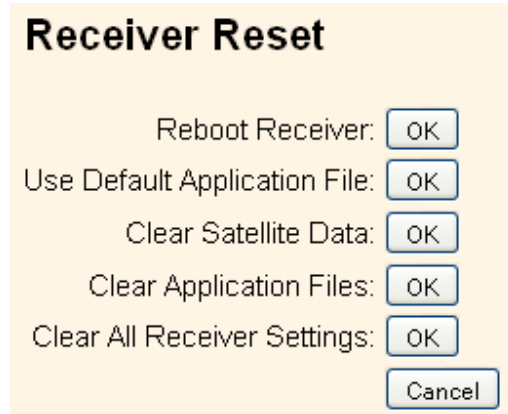 Receiver Reset
Reboot Receiver: OK
Use Default Application File: OK
Clear Satellite Data: OK
Clear Application Files: OK
Clear All Receiver Settings: OK
Cancel